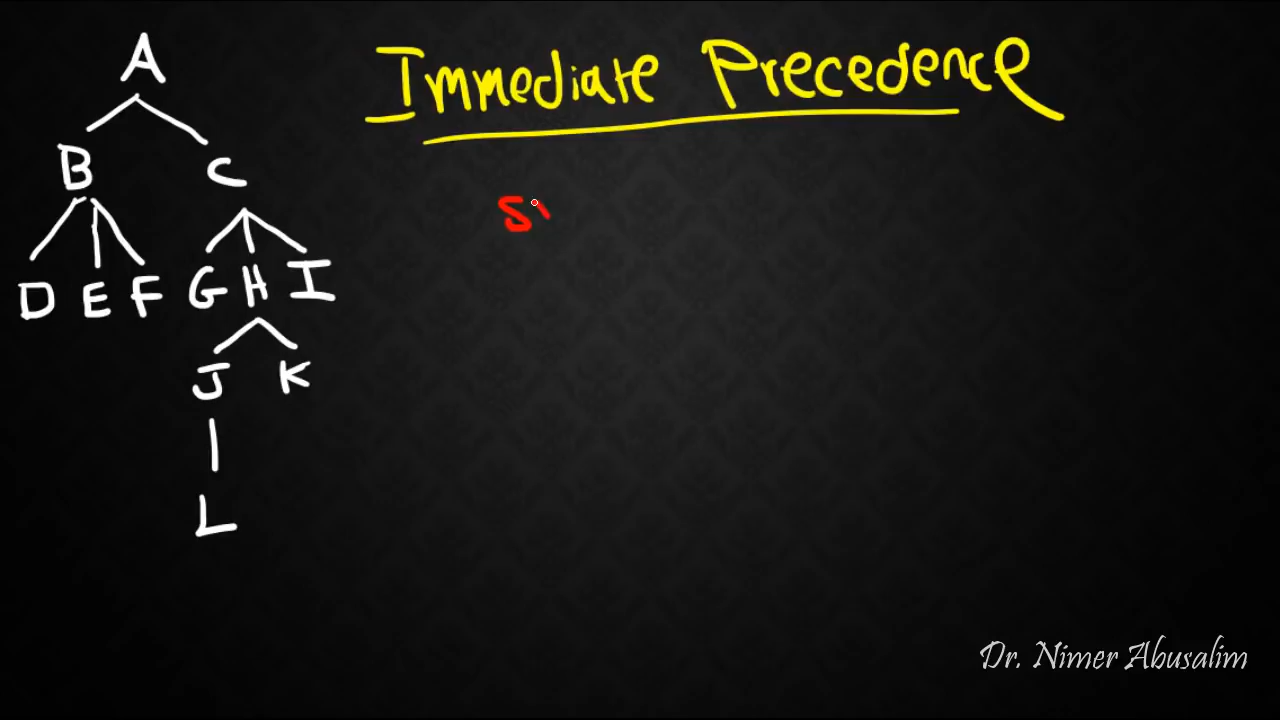 Immediate Precedence
A
B C
D E F G H I
J K
L
Dr. Nimer Abusalim